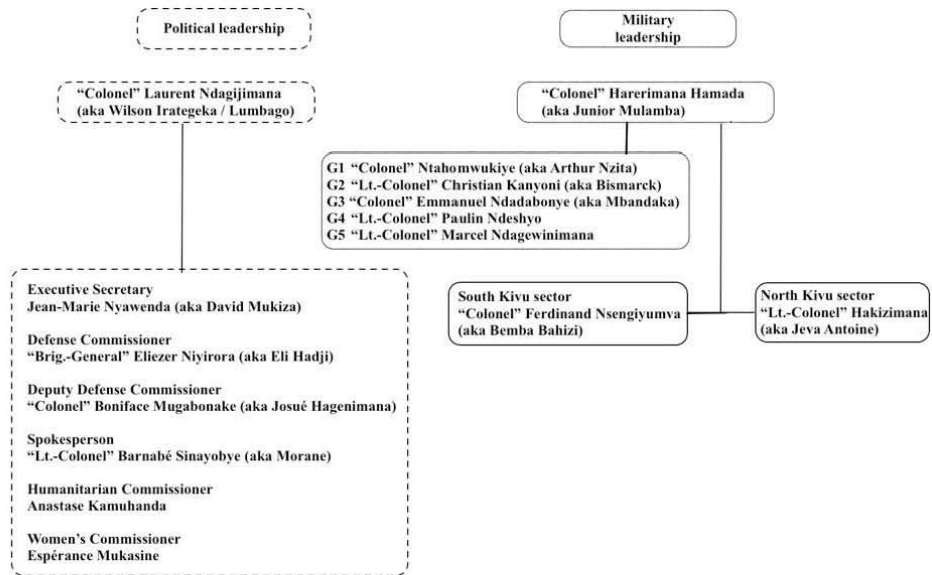 Political leadership
Military
leadership
“Colonel” Laurent Ndagijimana
(aka Wilson Irategeka / Lumbago)
“Colonel” Harerimana Hamada
(aka Junior Mulamba)
G1 “Colonel” Ntahomwukiye (aka Arthur Nzita)
G2 “Lt.-Colonel” Christian Kanyoni (aka Bismarck)
G3 “Colonel” Emmanuel Ndadabonye (aka Mbandaka)
G4 “Lt.-Colonel” Paulin Ndeshyo
G5 “Lt.-Colonel” Marcel Ndagewinimana
Executive Secretary
Jean-Marie Nyawenda (aka David Mukiza)
Defense Commissioner
“Brig.-General” Eliezer Niyirora (aka Eli Hadji)
Deputy Defense Commissioner
“Colonel” Boniface Mugabonake (aka Josué Hagenimana)
Spokesperson
“Lt.-Colonel” Barnabé Sinayobye (aka Morane)
Humanitarian Commissioner
Anastase Kamuhanda
Women’s Commissioner
Espérance Mukasine
South Kivu sector
“Colonel” Ferdinand Nsengiyumva
(aka Bemba Bahizi)
North Kivu sector
“Lt.-Colonel” Hakizimana
(aka Jeva Antoine)